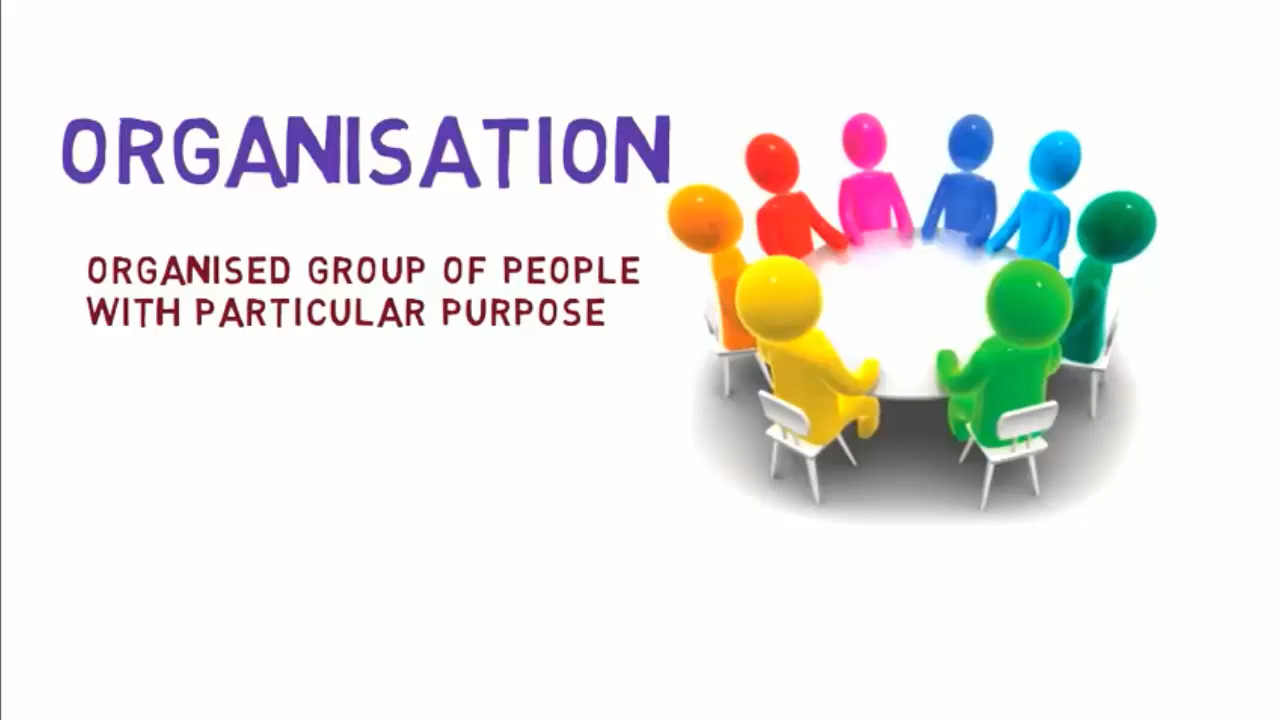 ORGANISATION
ORGANISED GROUP OF PEOPLE
WITH PARTICULAR PURPOSE